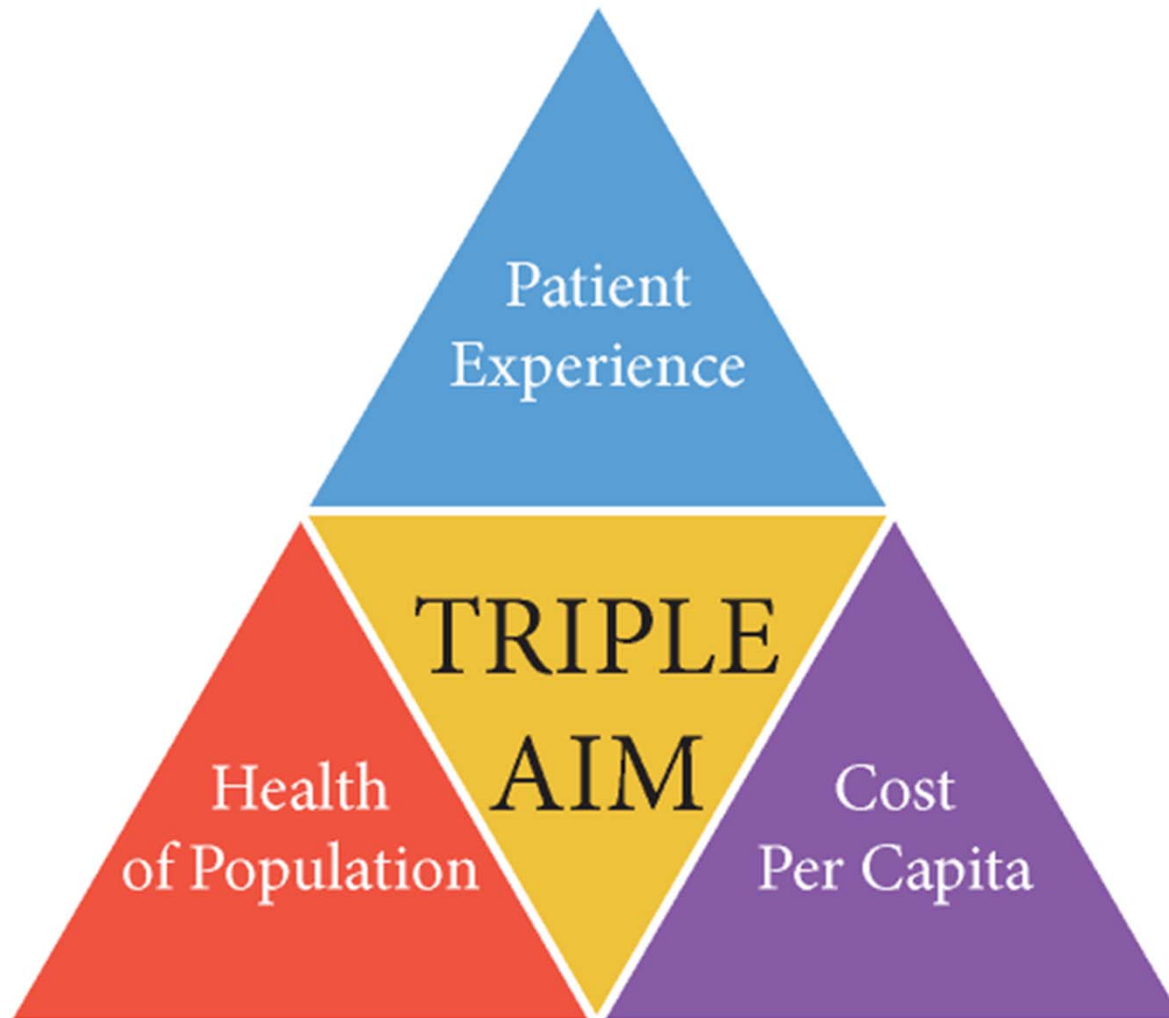 Patient
Experience
TRIPLE
AIM
Health
of Population
Cost
Per Capita